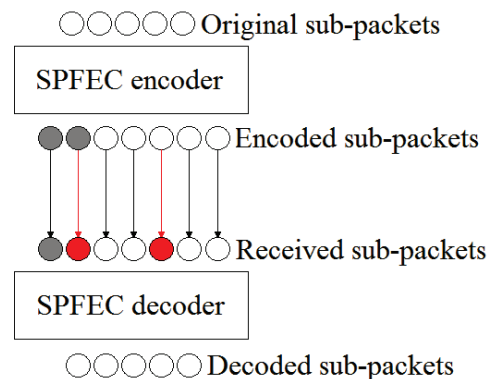 Original sub-packets
SPFEC encoder
Encoded sub-packets
Received sub-packets
SPFEC decoder
Decoded sub-packets